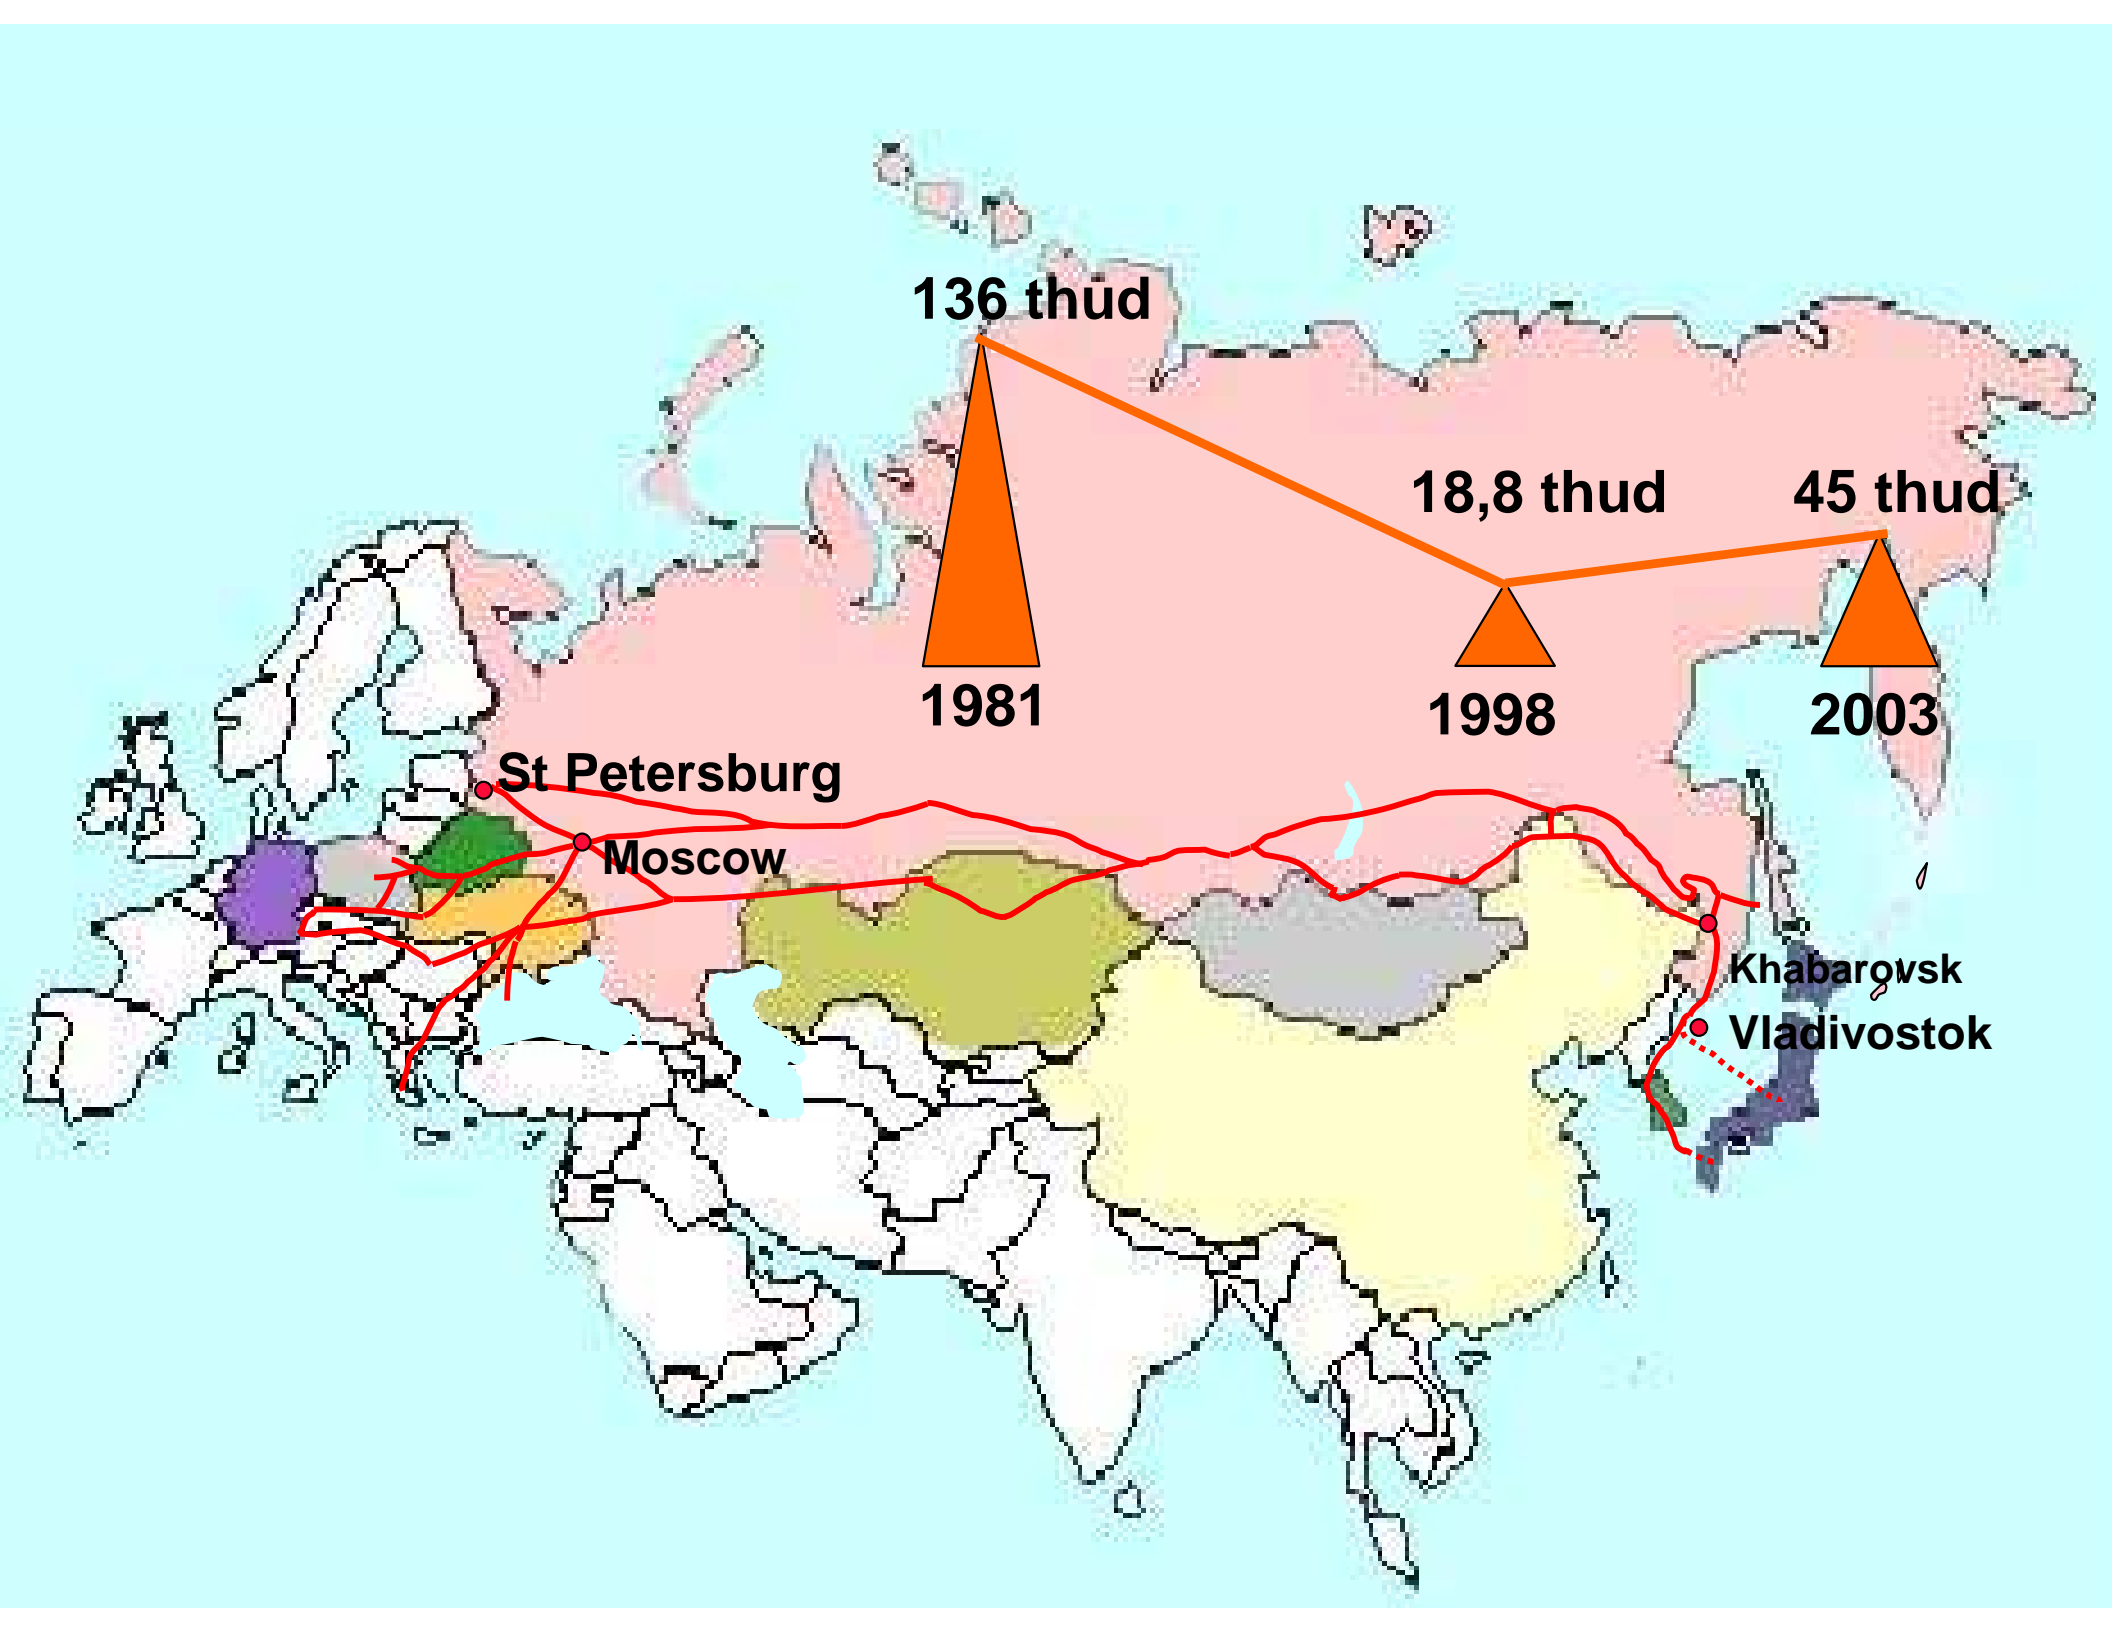 136 thud
18,8 thud
45 thud
1981
1998
2003
St Petersburg
Moscow
Khabarovsk
Vladivostok